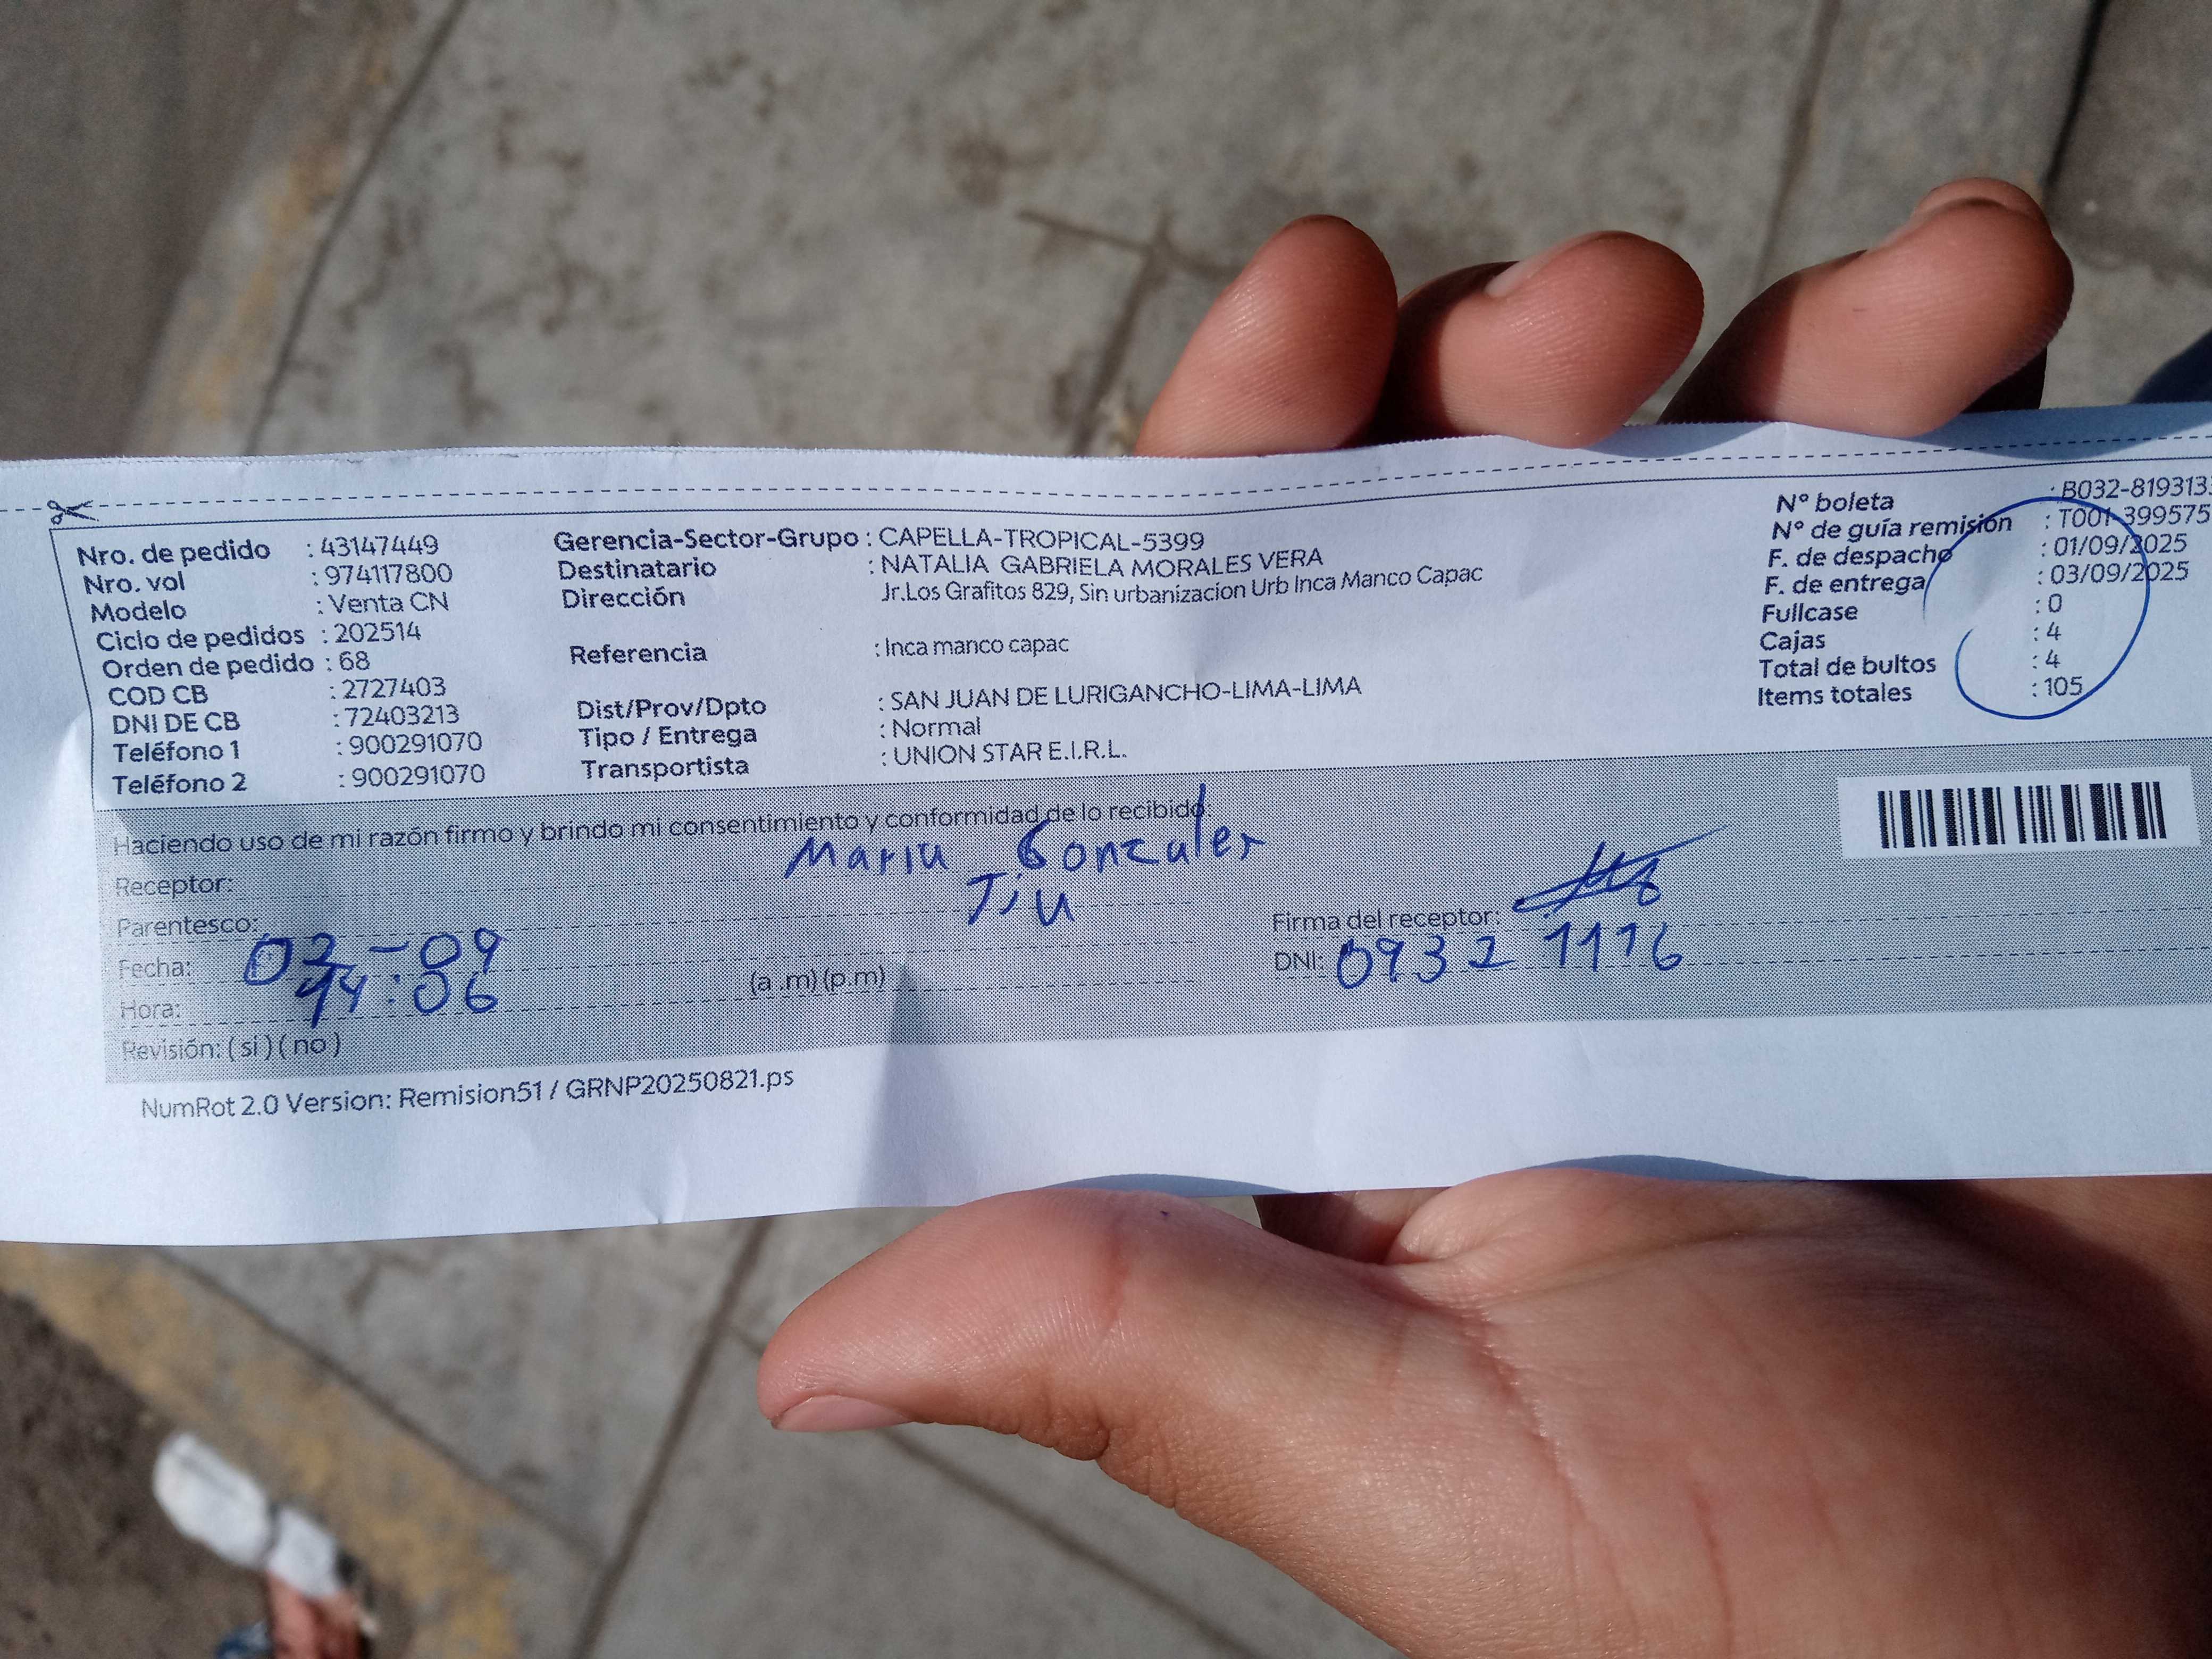 Nro. de pedido : 43147449
Nro. vol : 974117800
Modelo : Venta CN
Ciclo de pedidos : 202514
Orden de pedido : 68
COD CB : 2727403
DNI DE CB : 72403213
Teléfono 1 : 900291070
Teléfono 2 : 900291070
Gerencia-Sector-Grupo : CAPELLA-TROPICAL-5399
Destinatario : NATALIA GABRIELA MORALES VERA
Dirección Jr.Los Grafitos 829, Sin urbanizacion Urb Inca Manco Capac
Referencia : Inca manco capac
Dist/Prov/Dpto : SAN JUAN DE LURIGANCHO-LIMA-LIMA
Tipo / Entrega : Normal
Transportista : UNION STAR E.I.R.L.
N° boleta : B032-819313
N° de guía remisión : T001-399575
F. de despacho : 01/09/2025
F. de entrega : 03/09/2025
Fullcase : 0
Cajas : 4
Total de bultos : 4
Items totales : 105
Haciendo uso de mi razón firmo y brindo mi consentimiento y conformidad de lo recibido:
Receptor: Maria Gonzales
Parentesco: Tia
Firma del receptor:
Fecha: 03-09
DNI: 0932 1116
Hora: 14:06 (a.m) (p.m)
Revisión: ( si ) ( no )
NumRot 2.0 Version: Remision51 / GRNP20250821.ps